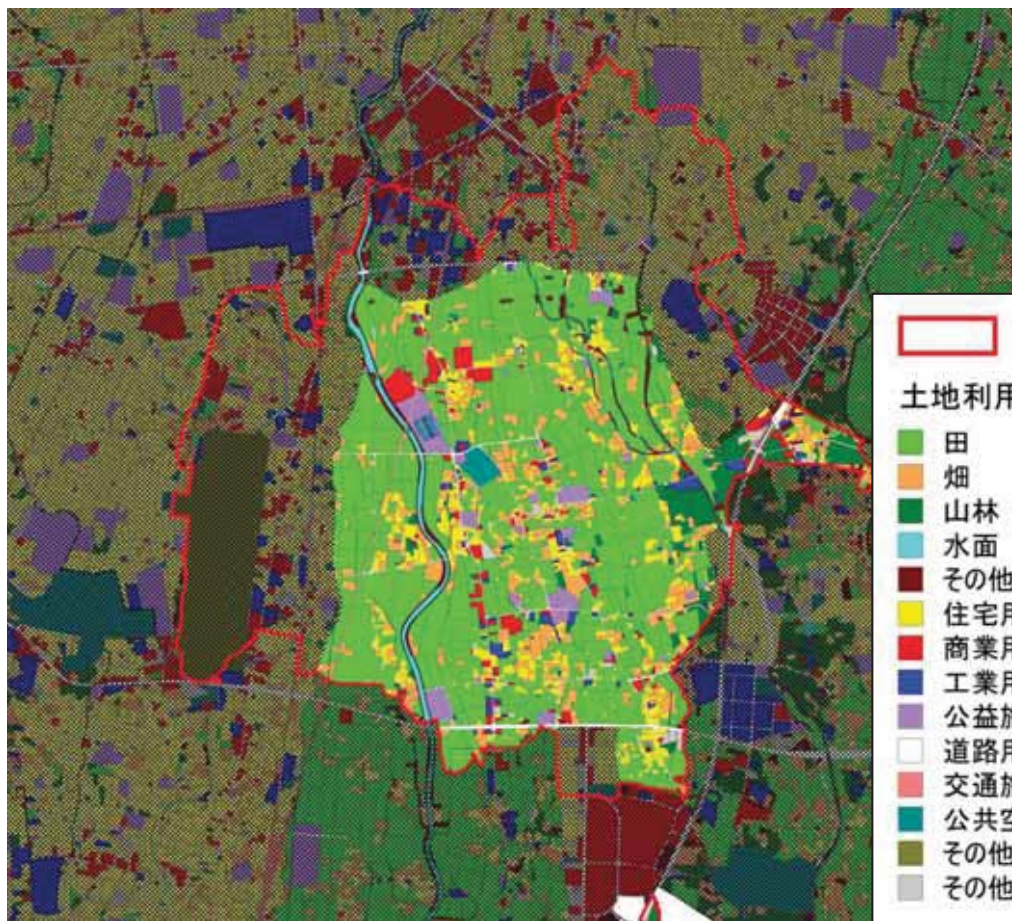 土地利用
田
畑
山林
水面
その他
住宅用
商業用
工業用
公益施
道路用
交通施
公共空
その他
その他